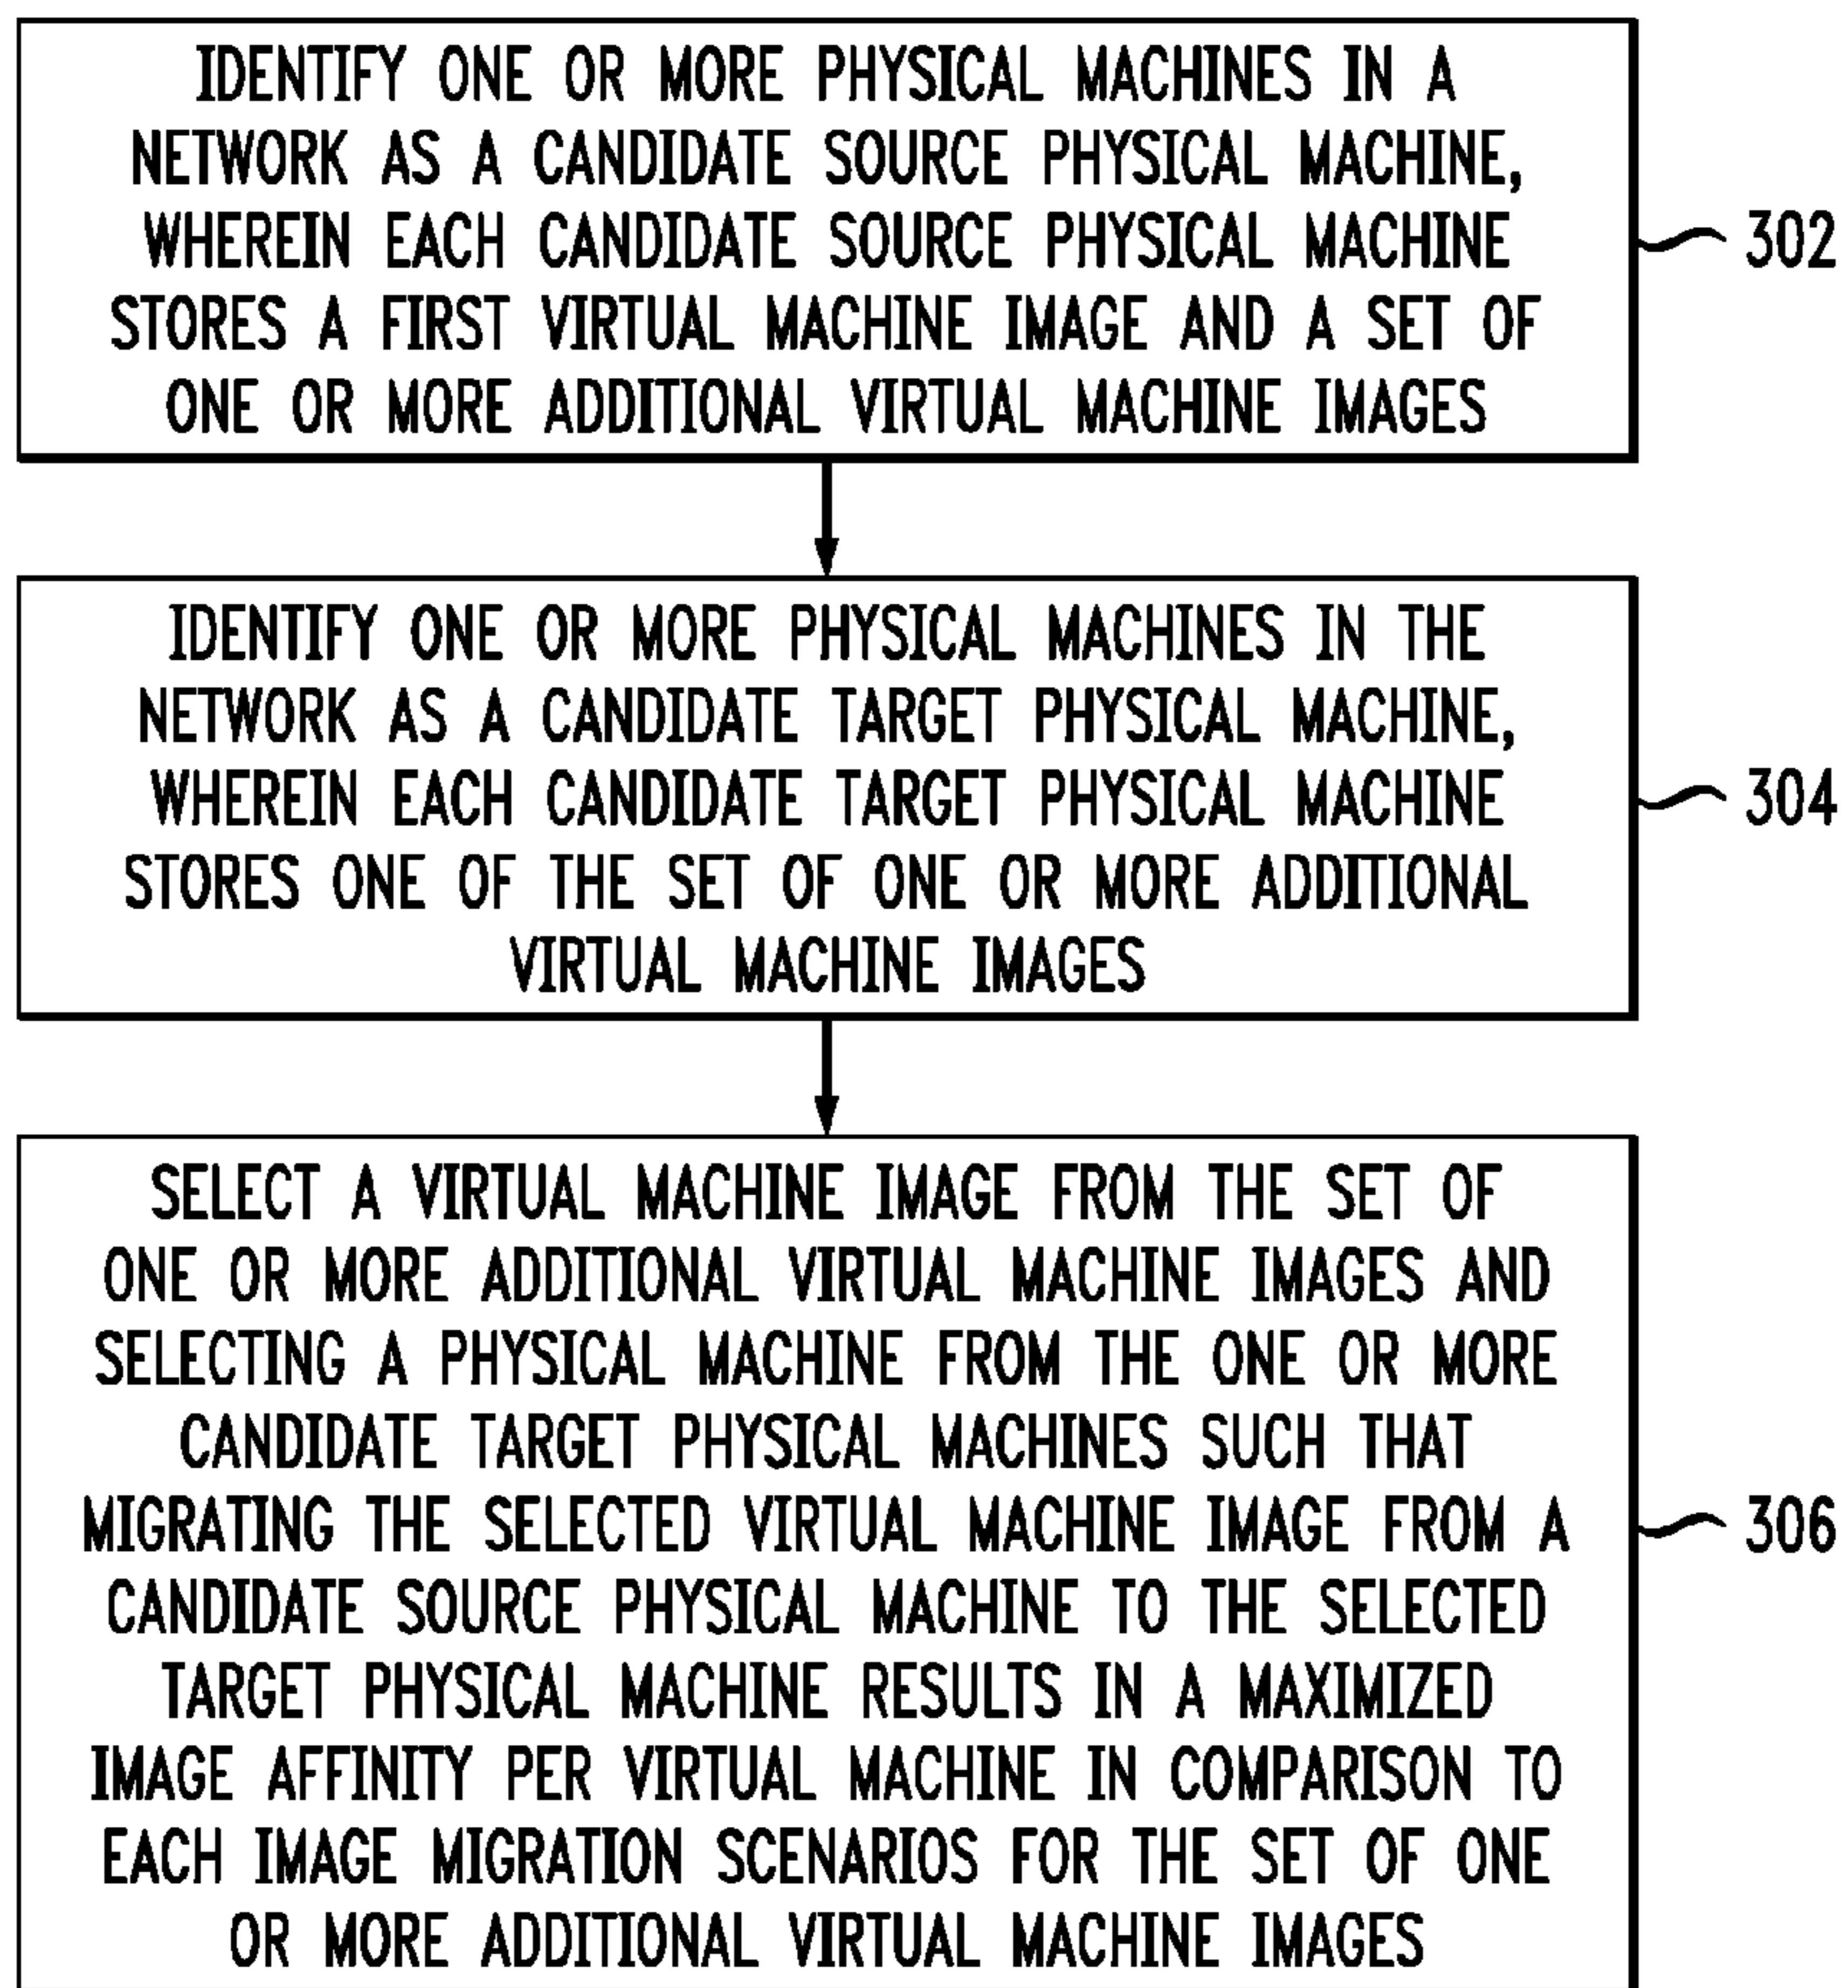 IDENTIFY ONE OR MORE PHYSICAL MACHINES IN A
NETWORK AS A CANDIDATE SOURCE PHYSICAL MACHINE,
WHEREIN EACH CANDIDATE SOURCE PHYSICAL MACHINE
STORES A FIRST VIRTUAL MACHINE IMAGE AND A SET OF
ONE OR MORE ADDITIONAL VIRTUAL MACHINE IMAGES
302
IDENTIFY ONE OR MORE PHYSICAL MACHINES IN THE
NETWORK AS A CANDIDATE TARGET PHYSICAL MACHINE,
WHEREIN EACH CANDIDATE TARGET PHYSICAL MACHINE
STORES ONE OF THE SET OF ONE OR MORE ADDITIONAL
VIRTUAL MACHINE IMAGES
304
SELECT A VIRTUAL MACHINE IMAGE FROM THE SET OF
ONE OR MORE ADDITIONAL VIRTUAL MACHINE IMAGES AND
SELECTING A PHYSICAL MACHINE FROM THE ONE OR MORE
CANDIDATE TARGET PHYSICAL MACHINES SUCH THAT
MIGRATING THE SELECTED VIRTUAL MACHINE IMAGE FROM A
CANDIDATE SOURCE PHYSICAL MACHINE TO THE SELECTED
TARGET PHYSICAL MACHINE RESULTS IN A MAXIMIZED
IMAGE AFFINITY PER VIRTUAL MACHINE IN COMPARISON TO
EACH IMAGE MIGRATION SCENARIOS FOR THE SET OF ONE
OR MORE ADDITIONAL VIRTUAL MACHINE IMAGES
306